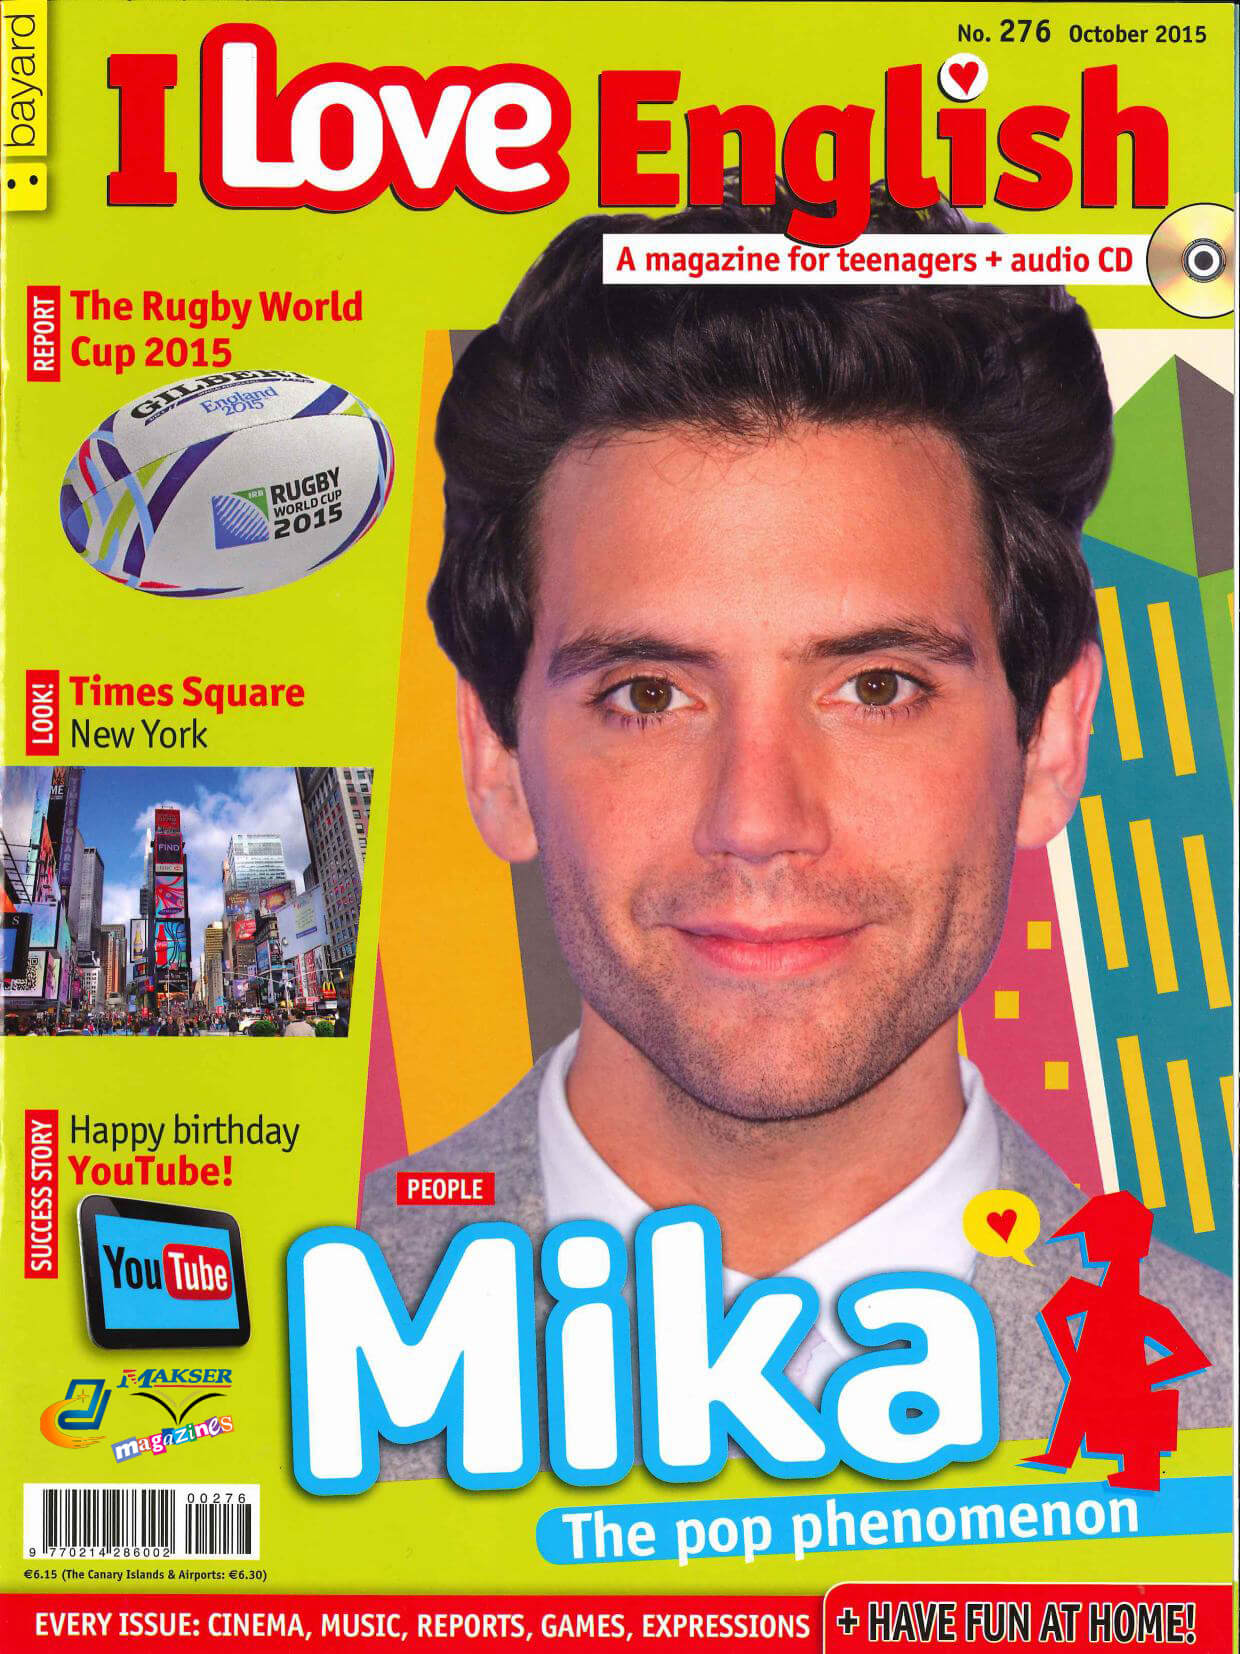 bayard
No. 276 October 2015
I Love English
A magazine for teenagers + audio CD
REPORT
The Rugby World
Cup 2015
GILBERT
England
2015
IRB
RUGBY
WORLD CUP
2015
LOOK!
Times Square
New York
FIND
SUCCESS STORY
Happy birthday
YouTube!
YouTube
MAKSER
magazines
PEOPLE
Mika
The pop phenomenon
00276
9 770214 286002
€6.15 (The Canary Islands & Airports: €6.30)
EVERY ISSUE: CINEMA, MUSIC, REPORTS, GAMES, EXPRESSIONS
+ HAVE FUN AT HOME!